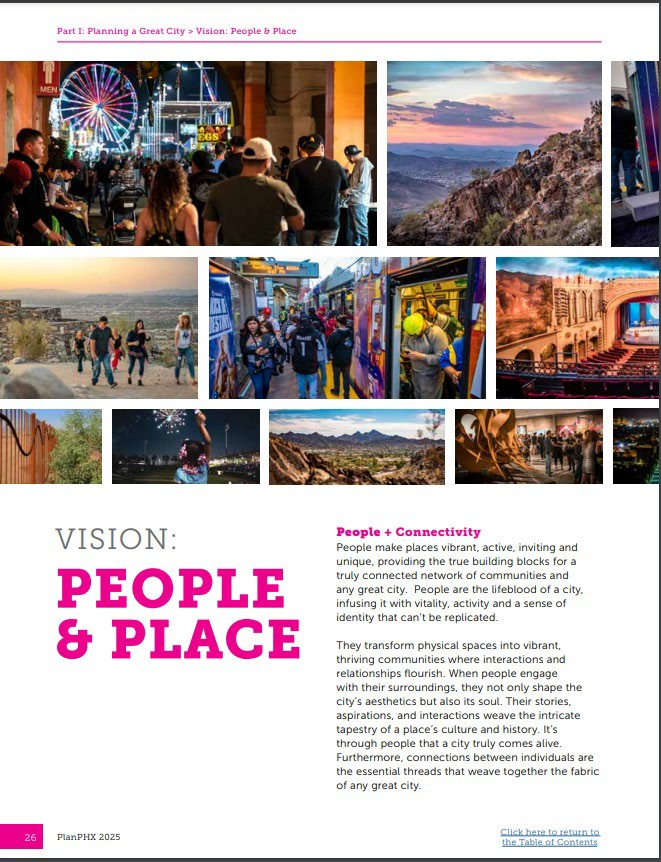 Part I: Planning a Great City > Vision: People & Place
MEN
EGS
VISION:
PEOPLE
& PLACE
People + Connectivity
People make places vibrant, active, inviting and
unique, providing the true building blocks for a
truly connected network of communities and
any great city.  People are the lifeblood of a city,
infusing it with vitality, activity and a sense of
identity that can't be replicated.
They transform physical spaces into vibrant,
thriving communities where interactions and
relationships flourish. When people engage
with their surroundings, they not only shape the
city's aesthetics but also its soul. Their stories,
aspirations, and interactions weave the intricate
tapestry of a place's culture and history. It's
through people that a city truly comes alive.
Furthermore, connections between individuals are
the essential threads that weave together the fabric
of any great city.
26
PlanPHX 2025
Click here to return to
the Table of Contents